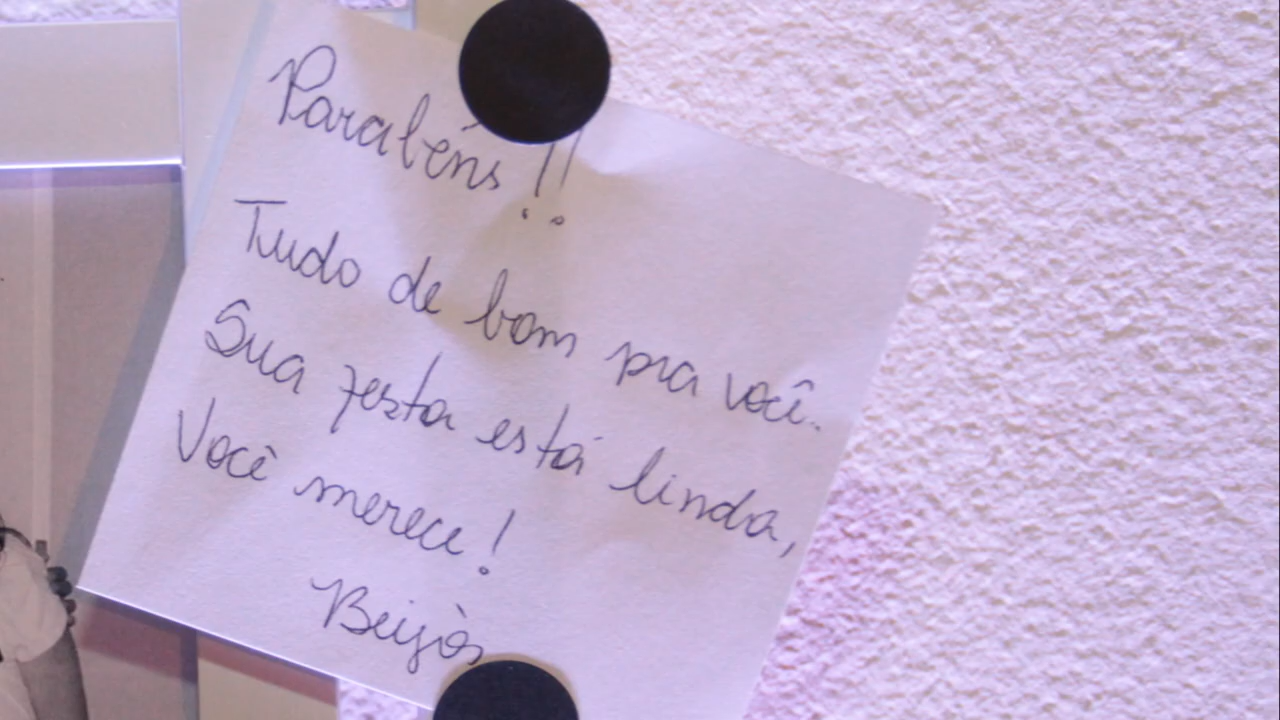 Parabéns!!
Tudo de bom pra você..
Sua festa está linda,
Você merece!
Beijos